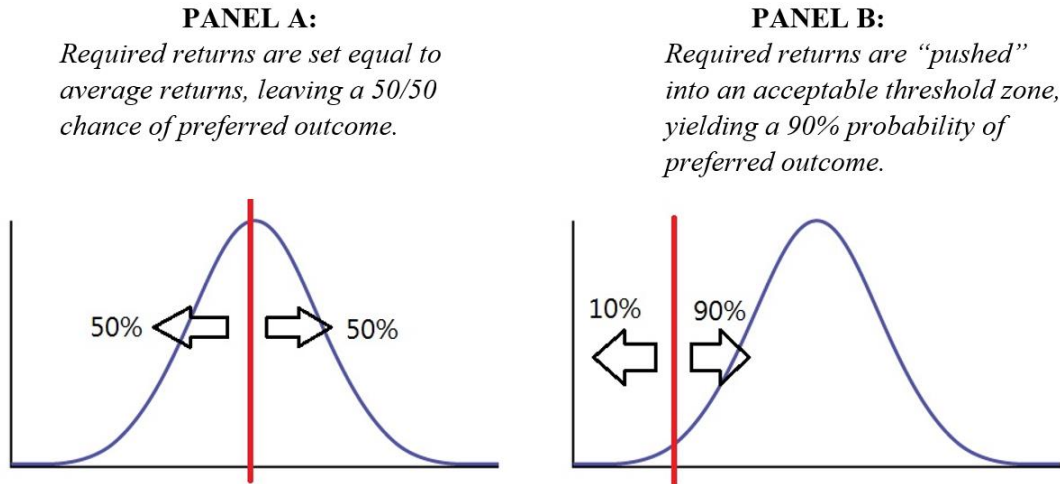 PANEL A:
Required returns are set equal to
average returns, leaving a 50/50
chance of preferred outcome.
50%
50%
PANEL B:
Required returns are “pushed”
into an acceptable threshold zone,
yielding a 90% probability of
preferred outcome.
10%
90%